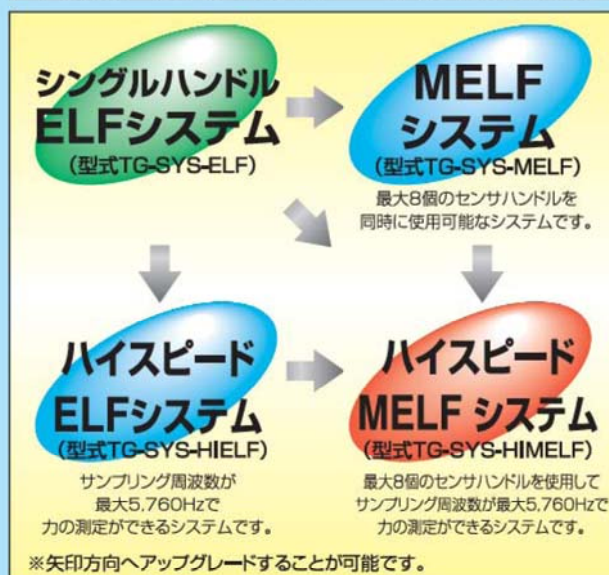 シングルハンドル
ELFシステム
(型式TG-SYS-ELF)
MELF
システム
(型式TG-SYS-MELF)
最大8個のセンサハンドルを
同時に使用可能なシステムです。
ハイスピード
ELFシステム
(型式TG-SYS-HIELF)
サンプリング周波数が
最大5,760Hzで
力の測定ができるシステムです。
ハイスピード
MELF システム
(型式TG-SYS-HIMELF)
最大8個のセンサハンドルを使用して
サンプリング周波数が最大5,760Hzで
力の測定ができるシステムです。
※矢印方向へアップグレードすることが可能です。